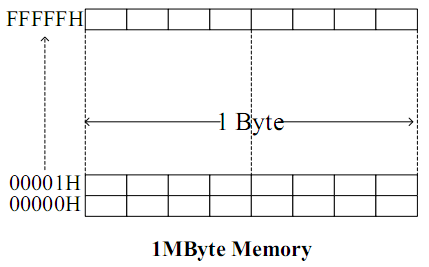 FFFFFH
1 Byte
00001H
00000H
1MByte Memory